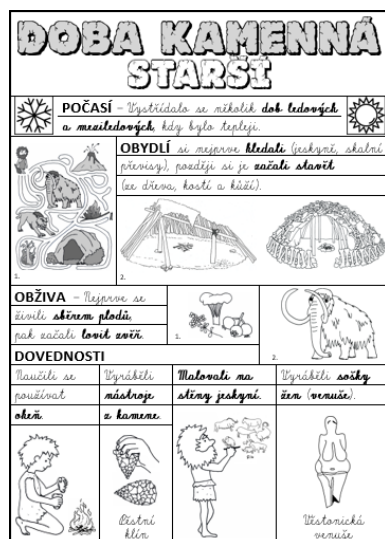 DOBA KAMENNÁ
STARŠÍ
POČASÍ – Vystřídalo se několik dob ledových
a meziledových, kdy bylo tepleji.
OBYDLÍ si nejprve hledali (jeskyně, skalní
převisy), později si je začali stavět
(ze dřeva, kostí a kůží).
1.
2.
OBŽIVA – Nejprve se
živili sběrem plodů,
pak začali lovit zvěř.
1.
2.
DOVEDNOSTI
Naučili se
používat
oheň.
Vyráběli
nástroje
z kamene.
Pěstní
klín
Malovali na
stěny jeskyní.
Vyráběli sošky
žen (venuše).
Věstonická
venuše